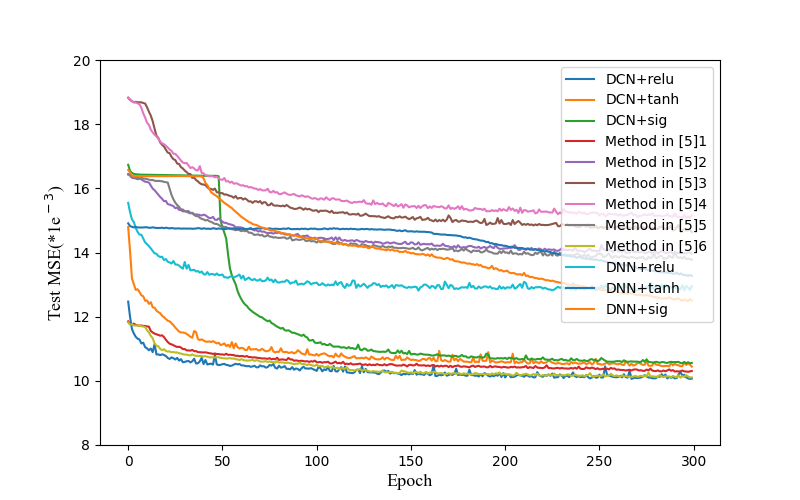 20
18
16
14
12
10
8
Test MSE(*1e⁻³)
0 50 100 150 200 250 300
Epoch
DCN+relu
DCN+tanh
DCN+sig
Method in [5]1
Method in [5]2
Method in [5]3
Method in [5]4
Method in [5]5
Method in [5]6
DNN+relu
DNN+tanh
DNN+sig